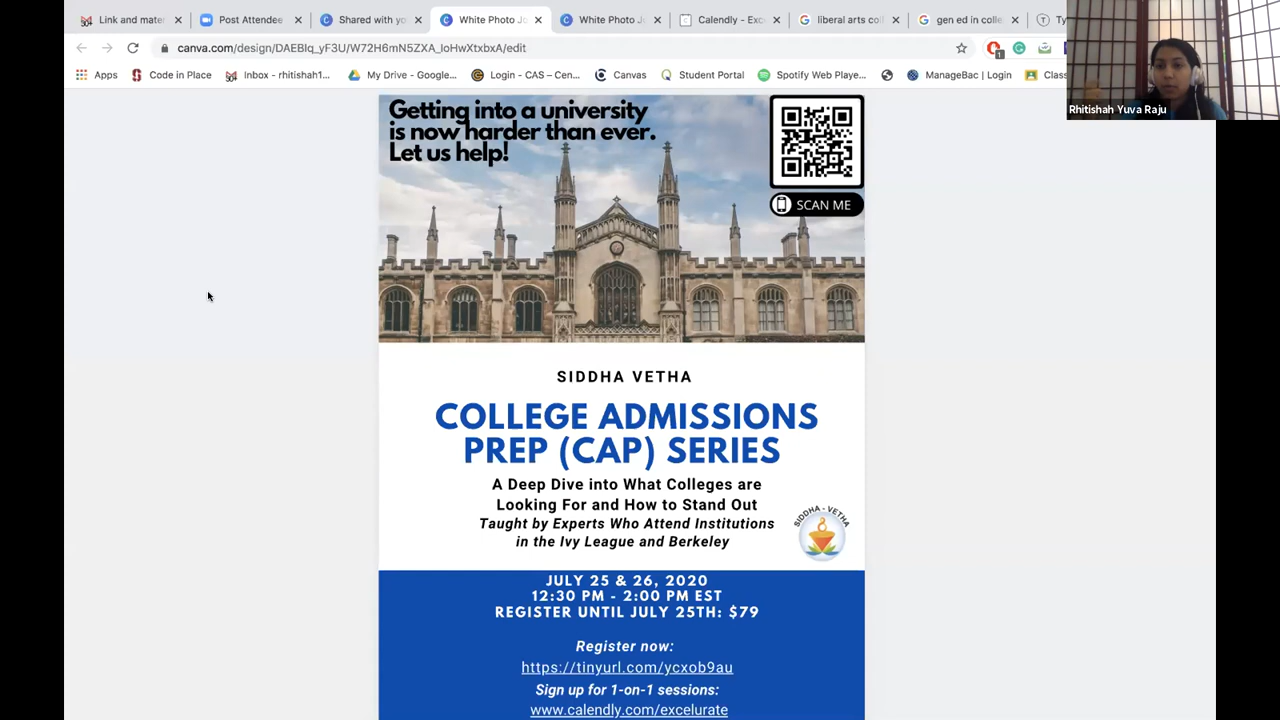 Link and mater
Post Attendee
Shared with yo
White Photo Jo
White Photo Ju
Calendly - Exc
liberal arts coll
gen ed in colle
Ty
canva.com/design/DAEBlq_yF3U/W72H6mN5ZXA_loHwXtxbxA/edit
Apps
Code in Place
Inbox - rhitishah1...
My Drive - Google...
Login - CAS – Cen...
Canvas
Student Portal
Spotify Web Playe...
ManageBac | Login
Class
Rhitishah Yuva Raju
Getting into a university
is now harder than ever.
Let us help!
SCAN ME
SIDDHA VETHA
COLLEGE ADMISSIONS
PREP (CAP) SERIES
A Deep Dive into What Colleges are
Looking For and How to Stand Out
Taught by Experts Who Attend Institutions
in the Ivy League and Berkeley
SIDDHA - VETHA
JULY 25 & 26, 2020
12:30 PM - 2:00 PM EST
REGISTER UNTIL JULY 25TH: $79
Register now:
https://tinyurl.com/ycxob9au
Sign up for 1-on-1 sessions:
www.calendly.com/excelurate